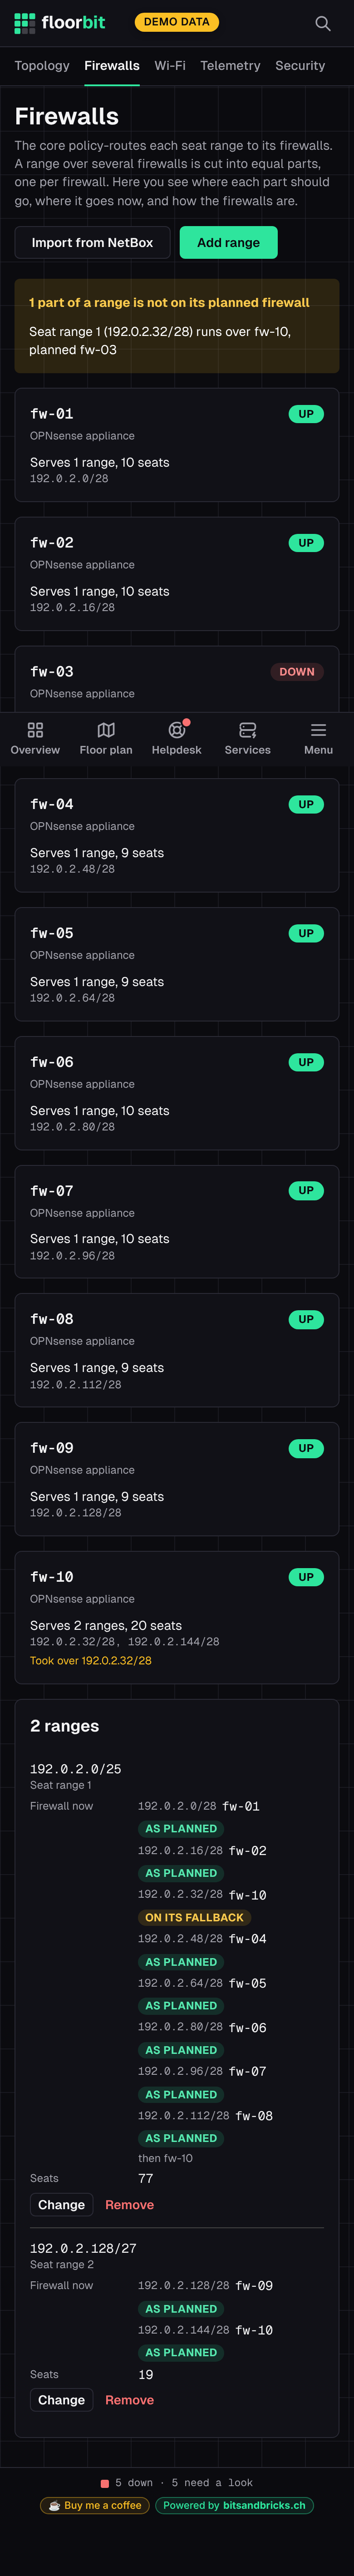 floorbit
DEMO DATA
Topology
Firewalls
Wi-Fi
Telemetry
Security
Firewalls
The core policy-routes each seat range to its firewalls.
A range over several firewalls is cut into equal parts,
one per firewall. Here you see where each part should
go, where it goes now, and how the firewalls are.
Import from NetBox
Add range
1 part of a range is not on its planned firewall
Seat range 1 (192.0.2.32/28) runs over fw-10,
planned fw-03
fw-01
UP
OPNsense appliance
Serves 1 range, 10 seats
192.0.2.0/28
fw-02
UP
OPNsense appliance
Serves 1 range, 10 seats
192.0.2.16/28
fw-03
DOWN
OPNsense appliance
Overview
Floor plan
Helpdesk
Services
Menu
fw-04
UP
OPNsense appliance
Serves 1 range, 9 seats
192.0.2.48/28
fw-05
UP
OPNsense appliance
Serves 1 range, 9 seats
192.0.2.64/28
fw-06
UP
OPNsense appliance
Serves 1 range, 10 seats
192.0.2.80/28
fw-07
UP
OPNsense appliance
Serves 1 range, 10 seats
192.0.2.96/28
fw-08
UP
OPNsense appliance
Serves 1 range, 9 seats
192.0.2.112/28
fw-09
UP
OPNsense appliance
Serves 1 range, 9 seats
192.0.2.128/28
fw-10
UP
OPNsense appliance
Serves 2 ranges, 20 seats
192.0.2.32/28, 192.0.2.144/28
Took over 192.0.2.32/28
2 ranges
192.0.2.0/25
Seat range 1
Firewall now
192.0.2.0/28 fw-01
AS PLANNED
192.0.2.16/28 fw-02
AS PLANNED
192.0.2.32/28 fw-10
ON ITS FALLBACK
192.0.2.48/28 fw-04
AS PLANNED
192.0.2.64/28 fw-05
AS PLANNED
192.0.2.80/28 fw-06
AS PLANNED
192.0.2.96/28 fw-07
AS PLANNED
192.0.2.112/28 fw-08
AS PLANNED
then fw-10
Seats 77
Change
Remove
192.0.2.128/27
Seat range 2
Firewall now
192.0.2.128/28 fw-09
AS PLANNED
192.0.2.144/28 fw-10
AS PLANNED
Seats 19
Change
Remove
5 down · 5 need a look
Buy me a coffee
Powered by bitsandbricks.ch